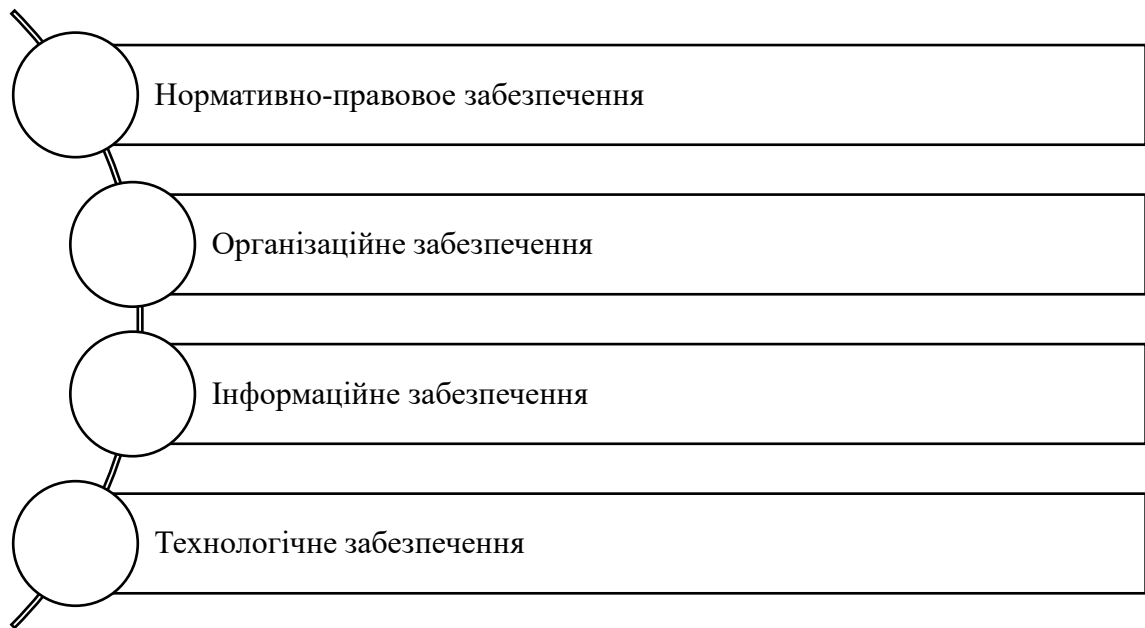 Нормативно-правовое забезпечення
Організаційне забезпечення
Інформаційне забезпечення
Технологічне забезпечення